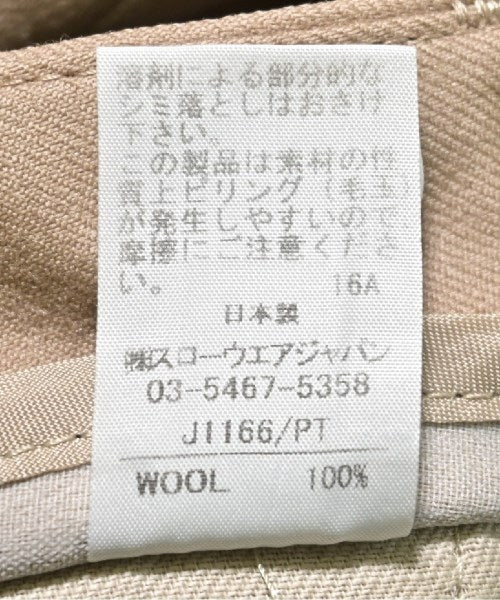 溶剤による部分的な
シミ落としはおさけ
下さい。
この製品は素材の性
質上ピリング(毛玉)
が発生しやすいので、
摩擦にご注意くださ
い。
16A
日本製
㈱スローウエアジャパン
03-5467-5358
J1166/PT
WOOL 100%